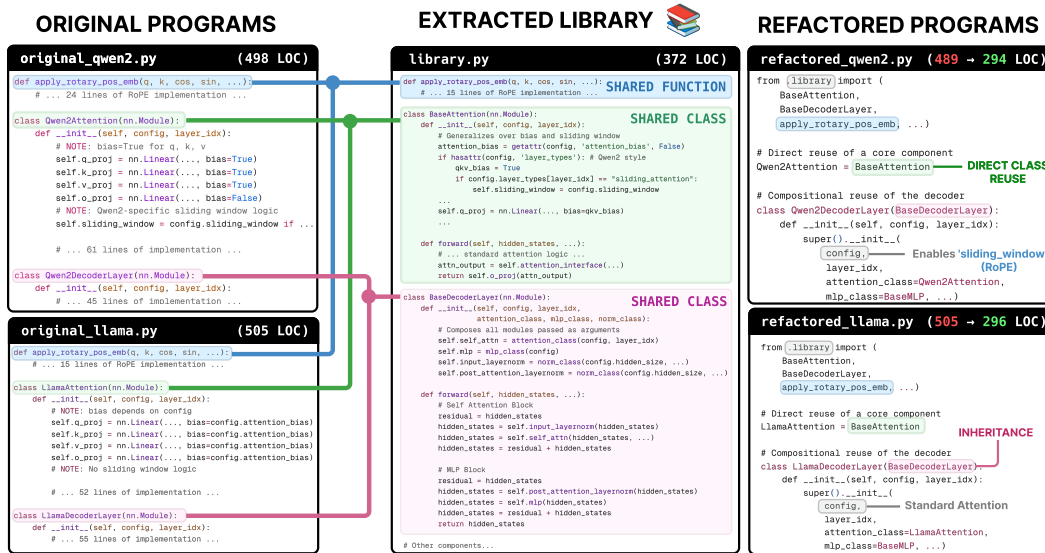 ORIGINAL PROGRAMS
original_qwen2.py (498 LOC)
def apply_rotary_pos_emb(q, k, cos, sin, ...):
# ... 24 lines of RoPE implementation ...
class Qwen2Attention(nn.Module):
def __init__(self, config, layer_idx):
# NOTE: bias=True for q, k, v
self.q_proj = nn.Linear(..., bias=True)
self.k_proj = nn.Linear(..., bias=True)
self.v_proj = nn.Linear(..., bias=True)
self.o_proj = nn.Linear(..., bias=False)
# NOTE: Qwen2-specific sliding window logic
self.sliding_window = config.sliding_window if ...
# ... 61 lines of implementation ...
class Qwen2DecoderLayer(nn.Module):
def __init__(self, config, layer_idx):
# ... 45 lines of implementation ...
original_llama.py (505 LOC)
def apply_rotary_pos_emb(q, k, cos, sin, ...):
# ... 15 lines of RoPE implementation ...
class LlamaAttention(nn.Module):
def __init__(self, config, layer_idx):
# NOTE: bias depends on config
self.q_proj = nn.Linear(..., bias=config.attention_bias)
self.k_proj = nn.Linear(..., bias=config.attention_bias)
self.v_proj = nn.Linear(..., bias=config.attention_bias)
self.o_proj = nn.Linear(..., bias=config.attention_bias)
# NOTE: No sliding window logic
# ... 52 lines of implementation ...
class LlamaDecoderLayer(nn.Module):
def __init__(self, config, layer_idx):
# ... 55 lines of implementation ...
EXTRACTED LIBRARY
library.py (372 LOC)
def apply_rotary_pos_emb(q, k, cos, sin, ...):
# ... 15 lines of RoPE implementation ...
SHARED FUNCTION
class BaseAttention(nn.Module):
SHARED CLASS
def __init__(self, config, layer_idx):
# Generalizes over bias and sliding window
attention_bias = getattr(config, 'attention_bias', False)
if hasattr(config, 'layer_types'): # Qwen2 style
qkv_bias = True
if config.layer_types[layer_idx] == "sliding_attention":
self.sliding_window = config.sliding_window
...
self.q_proj = nn.Linear(..., bias=qkv_bias)
...
def forward(self, hidden_states, ...):
# ... standard attention logic ...
attn_output = self.attention_interface(...)
return self.o_proj(attn_output)
class BaseDecoderLayer(nn.Module):
SHARED CLASS
def __init__(self, config, layer_idx,
attention_class, mlp_class, norm_class):
# Composes all modules passed as arguments
self.self_attn = attention_class(config, layer_idx)
self.mlp = mlp_class(config)
self.input_layernorm = norm_class(config.hidden_size, ...)
self.post_attention_layernorm = norm_class(config.hidden_size, ...)
def forward(self, hidden_states, ...):
# Self Attention Block
residual = hidden_states
hidden_states = self.input_layernorm(hidden_states)
hidden_states = self.self_attn(hidden_states, ...)
hidden_states = residual + hidden_states
# MLP Block
residual = hidden_states
hidden_states = self.post_attention_layernorm(hidden_states)
hidden_states = self.mlp(hidden_states)
hidden_states = residual + hidden_states
return hidden_states
# Other components...
REFACTORED PROGRAMS
refactored_qwen2.py (489 → 294 LOC)
from .library import (
BaseAttention,
BaseDecoderLayer,
apply_rotary_pos_emb, ...)
# Direct reuse of a core component
Qwen2Attention = BaseAttention
DIRECT CLASS
REUSE
# Compositional reuse of the decoder
class Qwen2DecoderLayer(BaseDecoderLayer):
def __init__(self, config, layer_idx):
super().__init__(
config,
Enables 'sliding_window
(RoPE)
layer_idx,
attention_class=Qwen2Attention,
mlp_class=BaseMLP, ...)
refactored_llama.py (505 → 296 LOC)
from .library import (
BaseAttention,
BaseDecoderLayer,
apply_rotary_pos_emb, ...)
# Direct reuse of a core component
LlamaAttention = BaseAttention
INHERITANCE
# Compositional reuse of the decoder
class LlamaDecoderLayer(BaseDecoderLayer):
def __init__(self, config, layer_idx):
super().__init__(
config,
Standard Attention
layer_idx,
attention_class=LlamaAttention,
mlp_class=BaseMLP, ...)